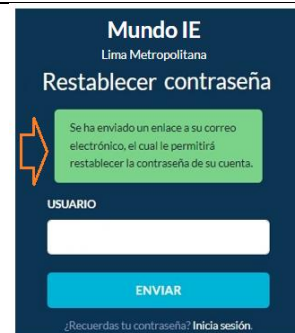 Mundo IE
Lima Metropolitana
Restablecer contraseña
Se ha enviado un enlace a su correo
electrónico, el cual le permitirá
restablecer la contraseña de su cuenta.
USUARIO
ENVIAR
¿Recuerdas tu contraseña? Inicia sesión.